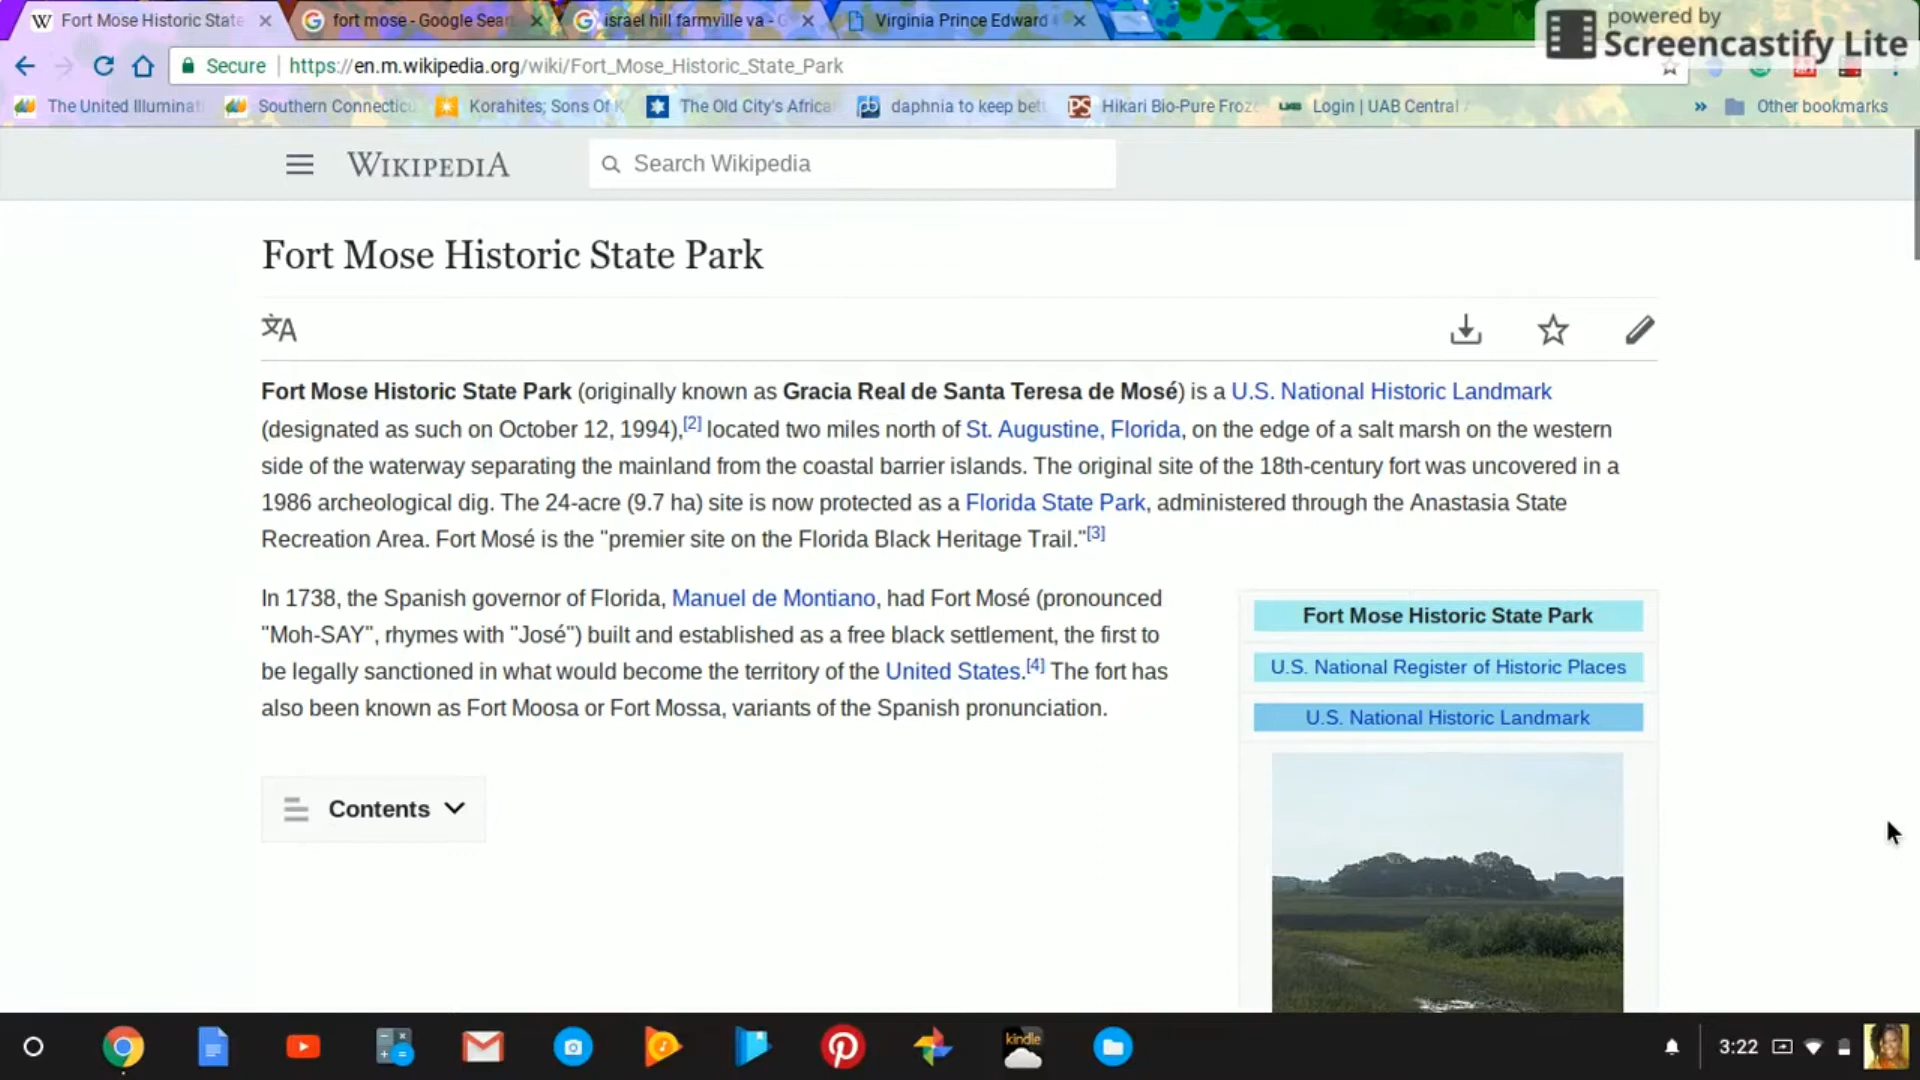 Fort Mose Historic State
fort mose - Google Sear
israel hill farmville va - G
Virginia Prince Edward
powered by
Screencastify Lite
Secure
https://en.m.wikipedia.org/wiki/Fort_Mose_Historic_State_Park
The United Illuminat
Southern Connecticu
Korahites; Sons Of K
The Old City's Africa
daphnia to keep bett
Hikari Bio-Pure Froz
Login | UAB Central
»
Other bookmarks
WIKIPEDIA
Search Wikipedia
Fort Mose Historic State Park
文A
Fort Mose Historic State Park (originally known as Gracia Real de Santa Teresa de Mosé) is a U.S. National Historic Landmark
(designated as such on October 12, 1994),[2] located two miles north of St. Augustine, Florida, on the edge of a salt marsh on the western
side of the waterway separating the mainland from the coastal barrier islands. The original site of the 18th-century fort was uncovered in a
1986 archeological dig. The 24-acre (9.7 ha) site is now protected as a Florida State Park, administered through the Anastasia State
Recreation Area. Fort Mosé is the "premier site on the Florida Black Heritage Trail."[3]
In 1738, the Spanish governor of Florida, Manuel de Montiano, had Fort Mosé (pronounced
"Moh-SAY", rhymes with "José") built and established as a free black settlement, the first to
be legally sanctioned in what would become the territory of the United States.[4] The fort has
also been known as Fort Moosa or Fort Mossa, variants of the Spanish pronunciation.
Fort Mose Historic State Park
U.S. National Register of Historic Places
U.S. National Historic Landmark
Contents
kindle
3:22